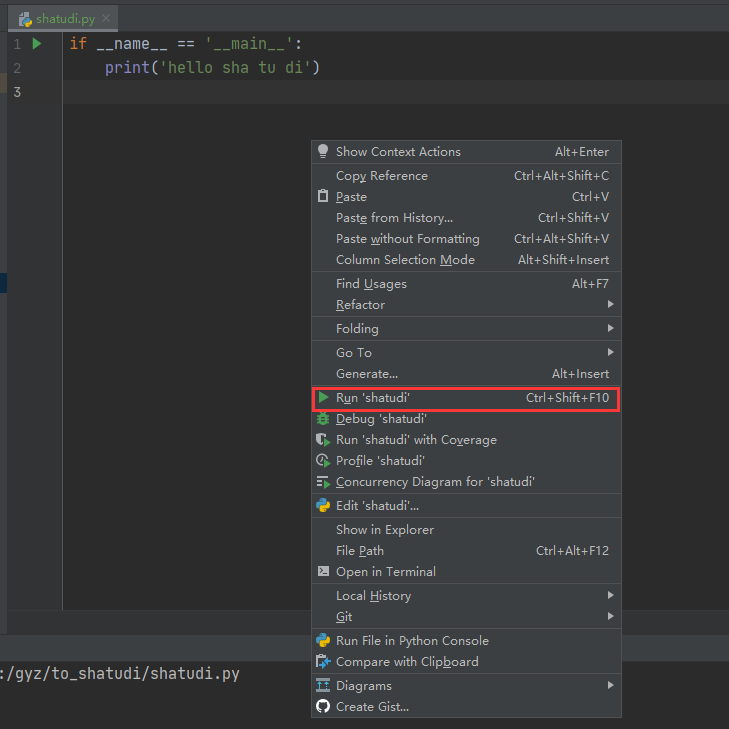 shatudi.py
1 if __name__ == '__main__':
2 print('hello sha tu di')
3
Show Context Actions Alt+Enter
Copy Reference Ctrl+Alt+Shift+C
Paste Ctrl+V
Paste from History... Ctrl+Shift+V
Paste without Formatting Ctrl+Alt+Shift+V
Column Selection Mode Alt+Shift+Insert
Find Usages Alt+F7
Refactor
Folding
Go To
Generate... Alt+Insert
Run 'shatudi' Ctrl+Shift+F10
Debug 'shatudi'
Run 'shatudi' with Coverage
Profile 'shatudi'
Concurrency Diagram for 'shatudi'
Edit 'shatudi'...
Show in Explorer
File Path Ctrl+Alt+F12
Open in Terminal
Local History
Git
Run File in Python Console
:/gyz/to_shatudi/shatudi.py
Compare with Clipboard
Diagrams
Create Gist...